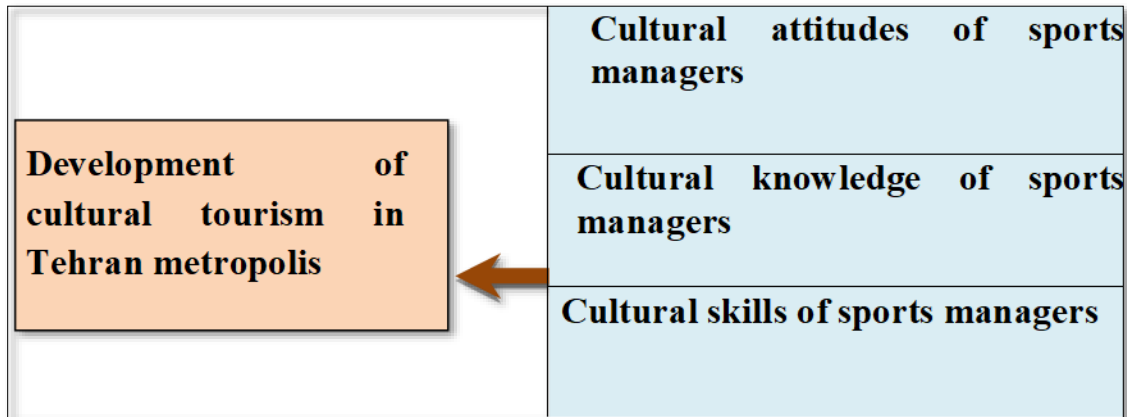 Development of
cultural tourism in
Tehran metropolis
Cultural attitudes of sports
managers
Cultural knowledge of sports
managers
Cultural skills of sports managers